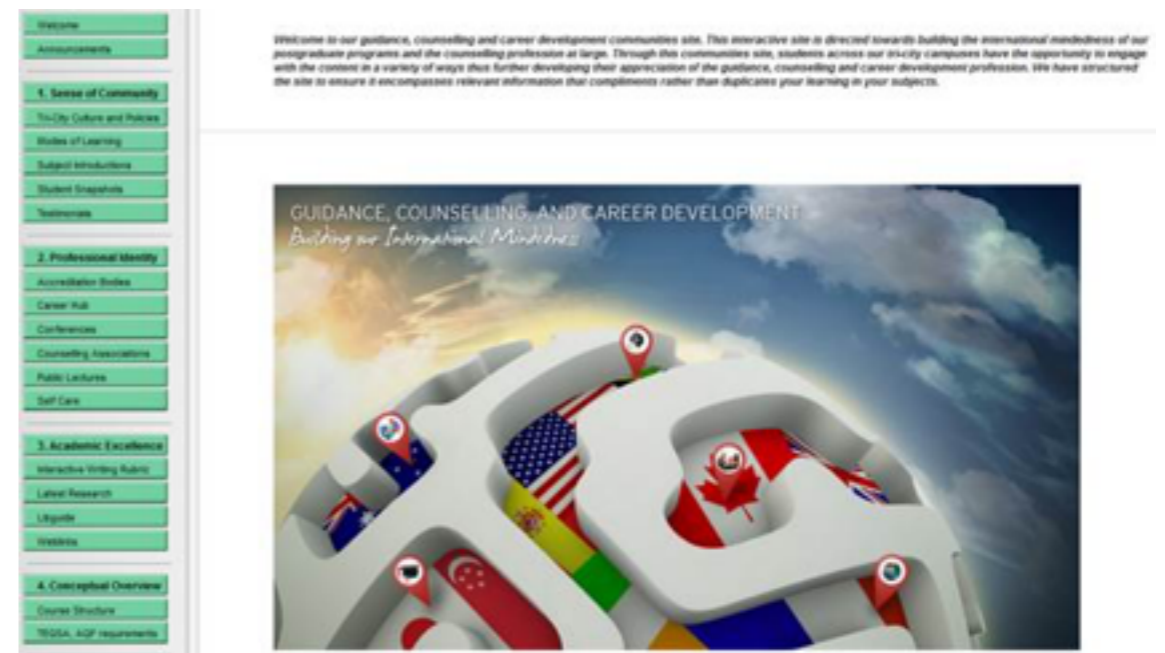 Welcome
Announcements
1. Sense of Community
Tri-City Culture and Policies
Modes of Learning
Subject Introductions
Student Snapshots
Testimonials
2. Professional Identity
Accreditation Bodies
Career Hub
Conferences
Counselling Associations
Public Lectures
Self Care
3. Academic Excellence
Interactive Writing Rubric
Latest Research
Libguide
Weblinks
4. Conceptual Overview
Course Structure
TEQSA, AQF requirements
Welcome to our guidance, counselling and career development communities site. This interactive site is directed towards building the international mindedness of our
postgraduate programs and the counselling profession at large. Through this communities site, students across our tri-city campuses have the opportunity to engage
with the content in a variety of ways thus further developing their appreciation of the guidance, counselling and career development profession. We have structured
the site to ensure it encompasses relevant information that compliments rather than duplicates your learning in your subjects.
GUIDANCE, COUNSELLING, AND CAREER DEVELOPMENT
Building our International Mindedness